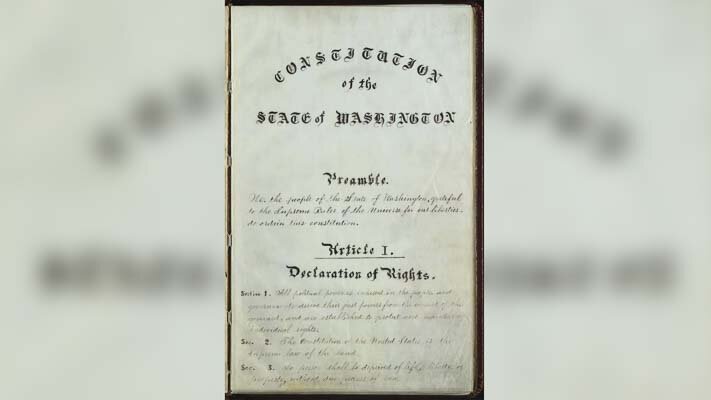 CONSTITUTION
of the
STATE of WASHINGTON
Preamble.
We, the people of the State of Washington, grateful
to the Supreme Ruler of the Universe for our liberties,
do ordain this constitution.
Article I.
Declaration of Rights.
Section 1. All political power is inherent in the people, and
governments derive their just powers from the consent of the
governed, and are established to protect and maintain
individual rights.
Sec. 2. The Constitution of the United States is the
supreme law of the land.
Sec. 3. No person shall be deprived of life, liberty, or
property, without due process of law.